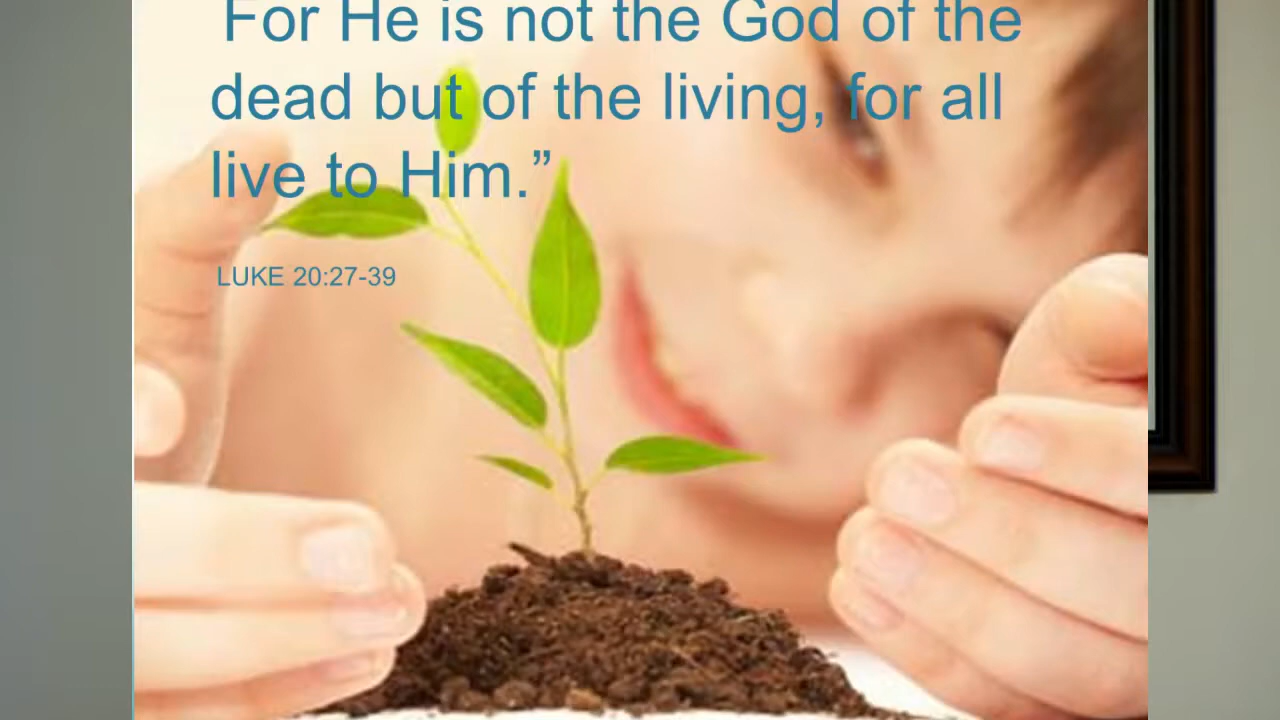 For He is not the God of the
dead but of the living, for all
live to Him.”
LUKE 20:27-39